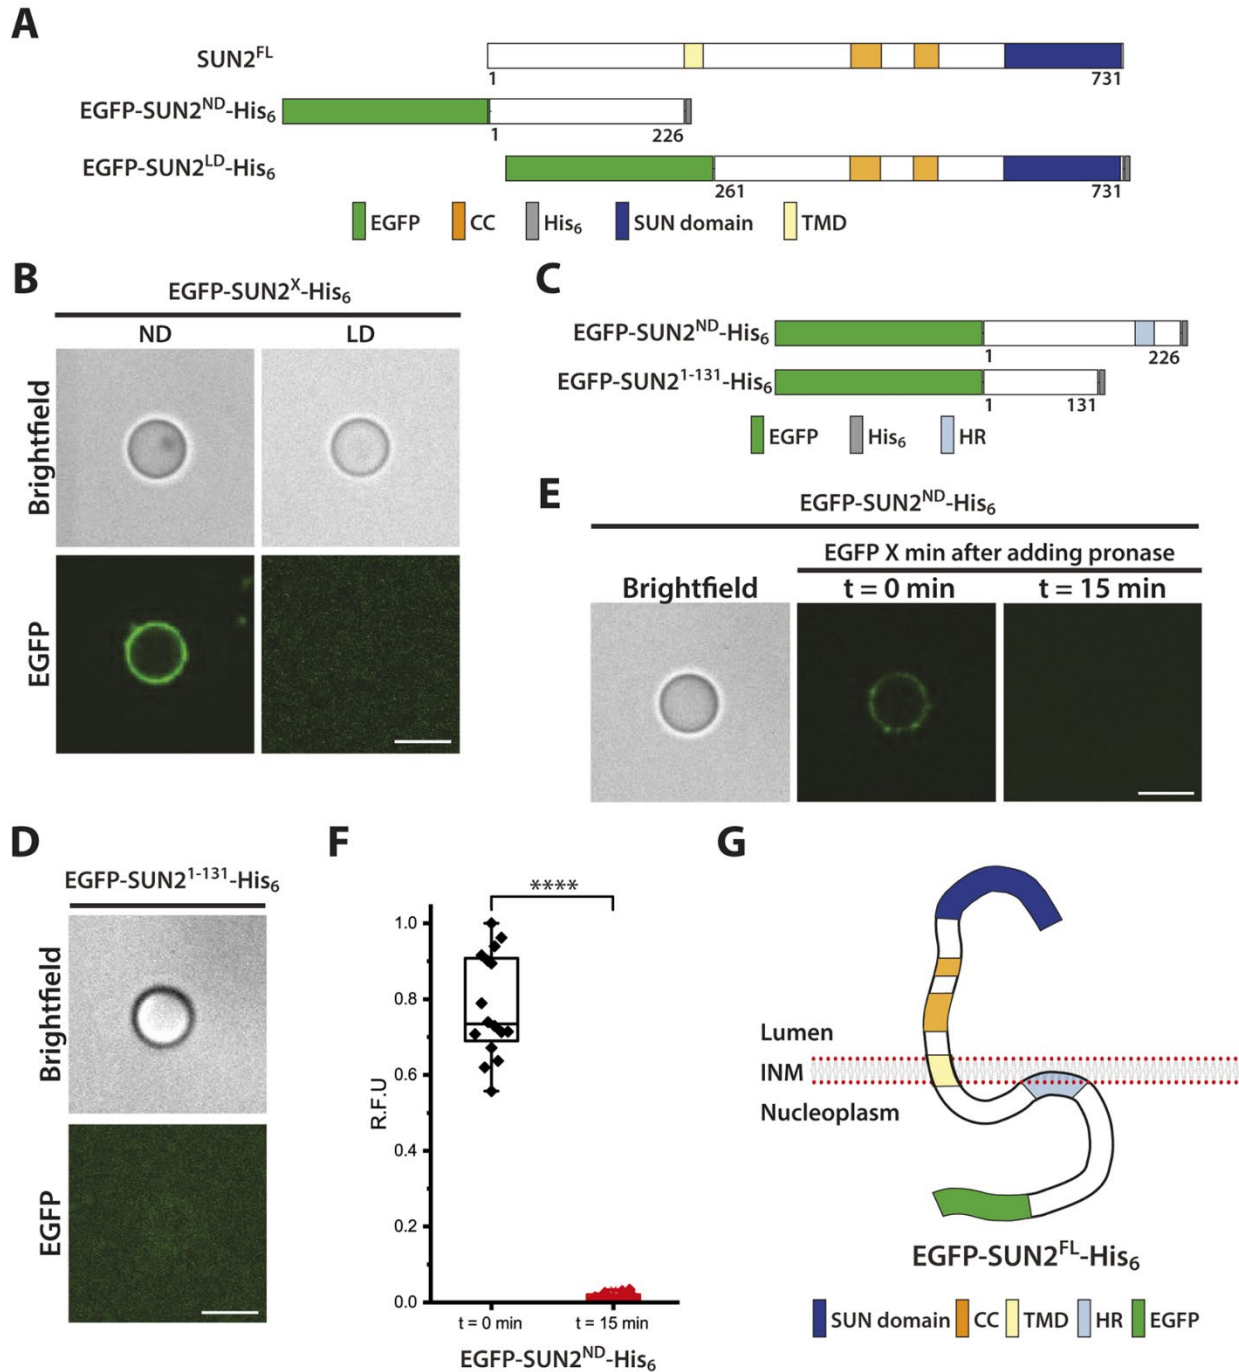 A
SUN2FL
1
731
EGFP-SUN2ND-His6
1
226
EGFP-SUN2LD-His6
261
731
EGFP CC His6 SUN domain TMD
B
EGFP-SUN2X-His6
ND LD
Brightfield
EGFP
C
EGFP-SUN2ND-His6
1 226
EGFP-SUN21-131-His6
1 131
EGFP His6 HR
E
EGFP-SUN2ND-His6
EGFP X min after adding pronase
Brightfield t = 0 min t = 15 min
D
EGFP-SUN21-131-His6
Brightfield
EGFP
F
****
R.F.U
1.0
0.8
0.6
0.4
0.2
0.0
t = 0 min t = 15 min
EGFP-SUN2ND-His6
G
Lumen
INM
Nucleoplasm
EGFP-SUN2FL-His6
SUN domain CC TMD HR EGFP